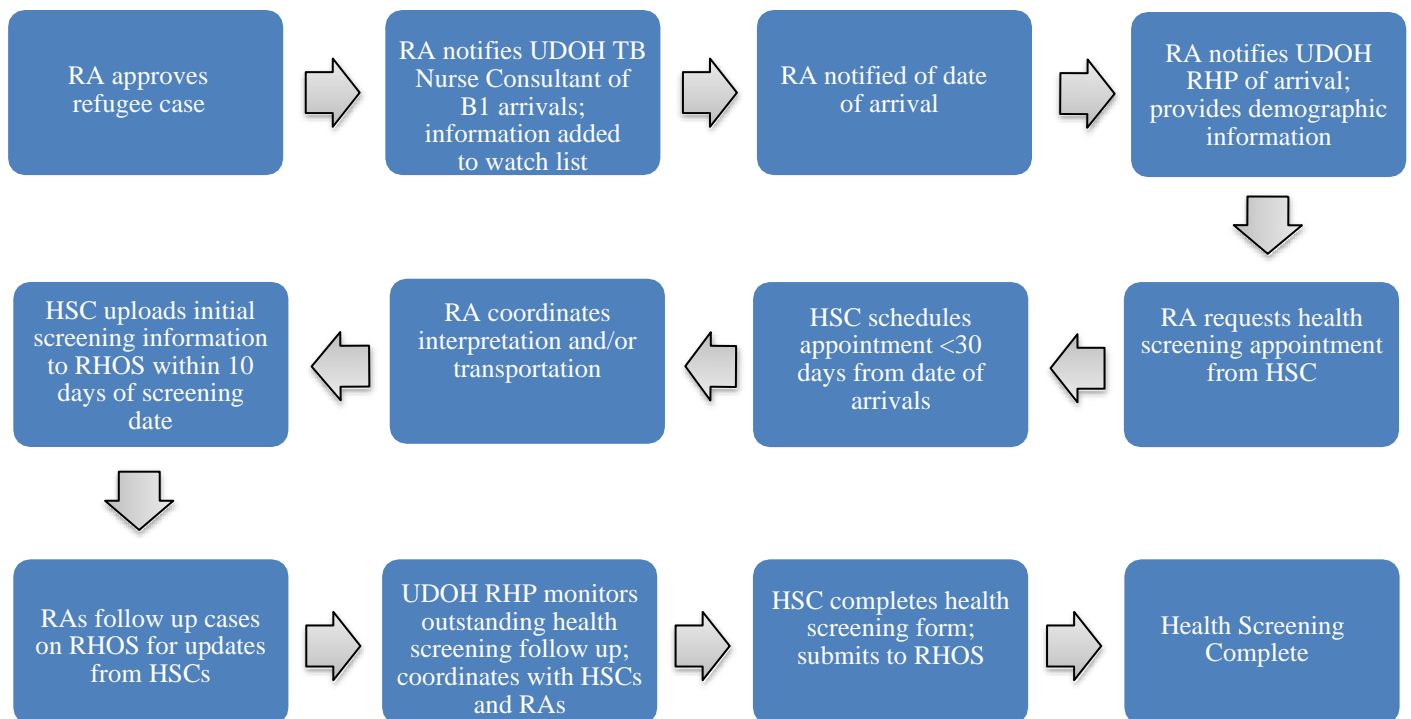 RA approves
refugee case
RA notifies UDOH TB
Nurse Consultant of
B1 arrivals;
information added
to watch list
RA notified of date
of arrival
RA notifies UDOH
RHP of arrival;
provides demographic
information
RA requests health
screening appointment
from HSC
HSC schedules
appointment <30
days from date of
arrivals
RA coordinates
interpretation and/or
transportation
HSC uploads initial
screening information
to RHOS within 10
days of screening
date
RAs follow up cases
on RHOS for updates
from HSCs
UDOH RHP monitors
outstanding health
screening follow up;
coordinates with HSCs
and RAs
HSC completes health
screening form;
submits to RHOS
Health Screening
Complete